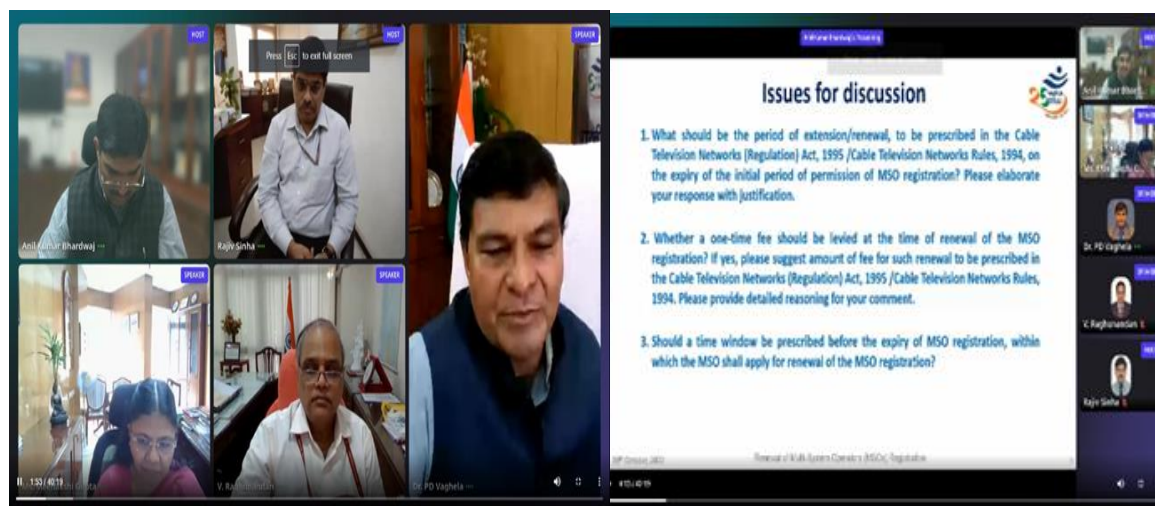 HOST
HOST
SPEAKER
Press Esc to exit full screen
Anil Kumar Bhardwaj
Rajiv Sinha
SPEAKER
SPEAKER
Gupta
V.
Dr. PD Vaghela
1:53 / 40:19
Issues for discussion
25
1. What should be the period of extension/renewal, to be prescribed in the Cable
Television Networks (Regulation) Act, 1995 /Cable Television Networks Rules, 1994, on
the expiry of the initial period of permission of MSO registration? Please elaborate
your response with justification.
2. Whether a one-time fee should be levied at the time of renewal of the MSO
registration? If yes, please suggest amount of fee for such renewal to be prescribed in
the Cable Television Networks (Regulation) Act, 1995 /Cable Television Networks Rules,
1994. Please provide detailed reasoning for your comment.
3. Should a time window be prescribed before the expiry of MSO registration, within
which the MSO shall apply for renewal of the MSO registration?
Renewal of Multi-System Operators (MSOs) Registration
Anil Kumar
Dr. PD Vaghela
V. Raghunandan
Rajiv Sinha